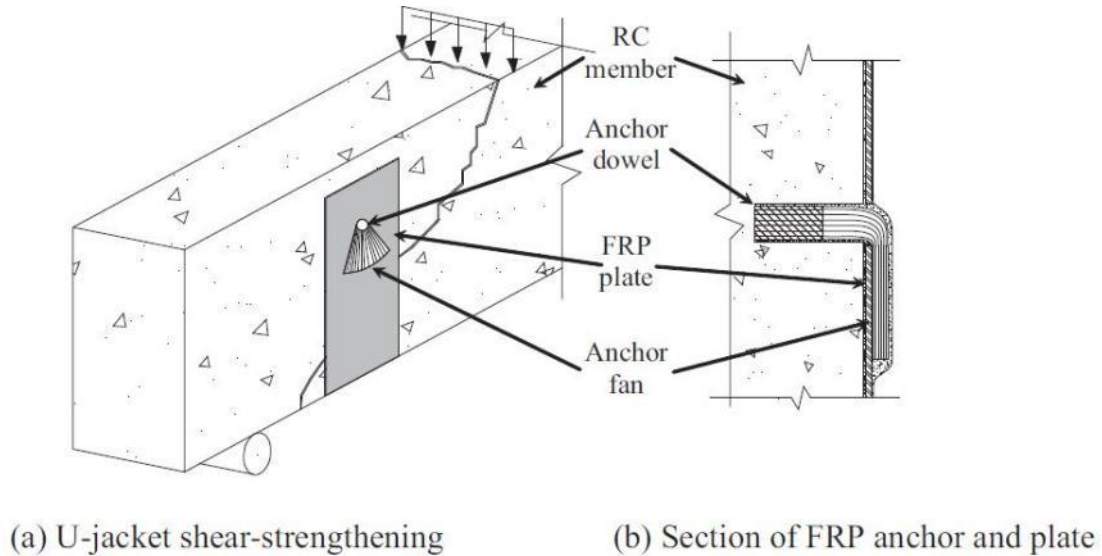 RC
member
Anchor
dowel
FRP
plate
Anchor
fan
(a) U-jacket shear-strengthening
(b) Section of FRP anchor and plate